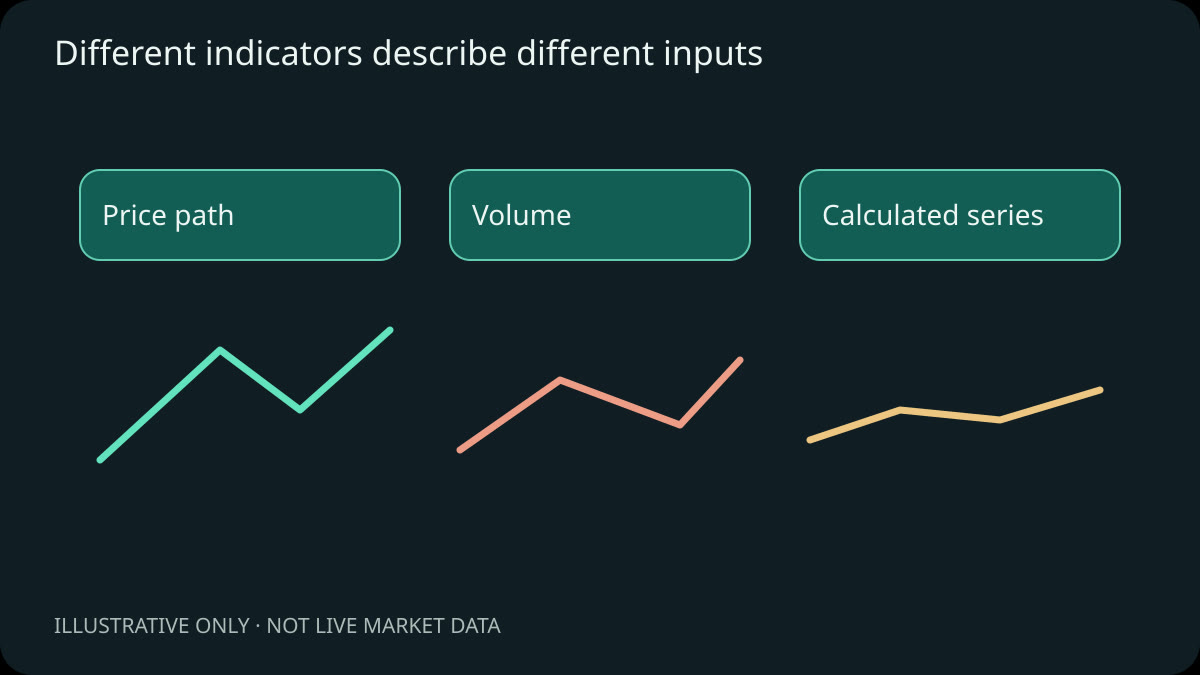 Different indicators describe different inputs
Price path
Volume
Calculated series
ILLUSTRATIVE ONLY · NOT LIVE MARKET DATA